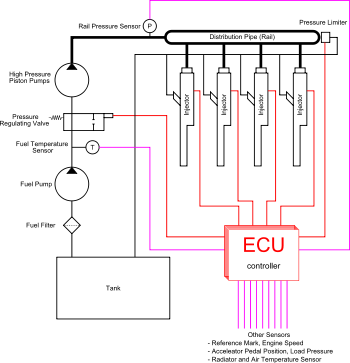 Rail Pressure Sensor
P
Pressure Limiter
Distribution Pipe (Rail)
High Pressure
Piston Pumps
Injector
Injector
Injector
Injector
Pressure
Regulating Valve
Fuel Temperature
Sensor
T
Fuel Pump
Fuel Filter
ECU
controller
Tank
Other Sensors
- Reference Mark, Engine Speed
- Accleator Pedal Position, Load Pressure
- Radiator and Air Temperature Sensor